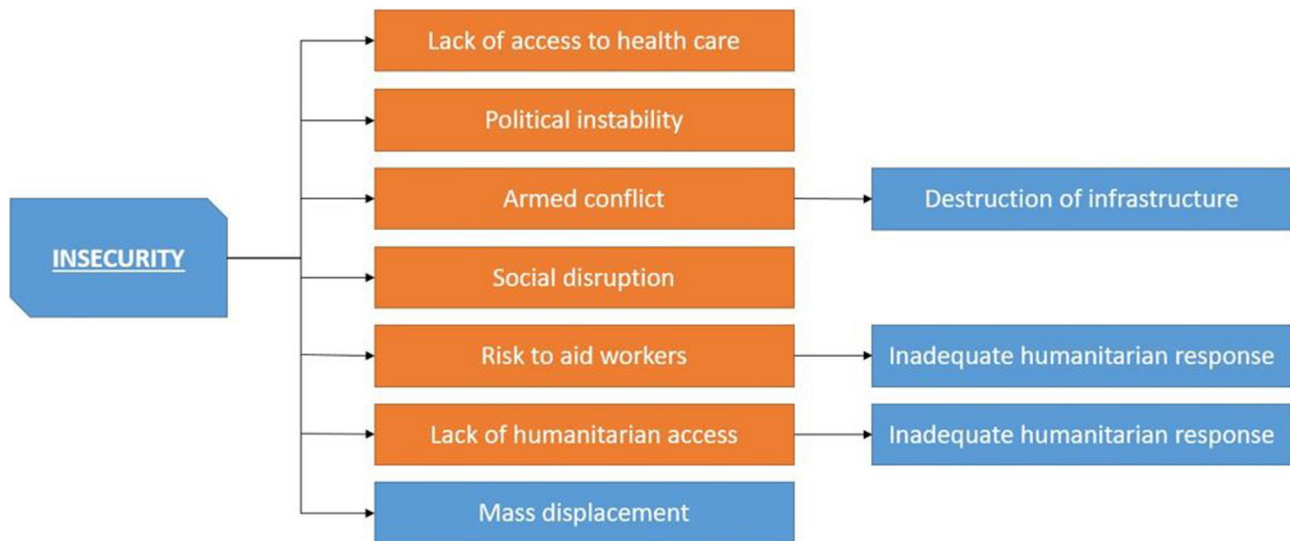 Lack of access to health care
Political instability
Armed conflict
Destruction of infrastructure
INSECURITY
Social disruption
Risk to aid workers
Inadequate humanitarian response
Lack of humanitarian access
Inadequate humanitarian response
Mass displacement